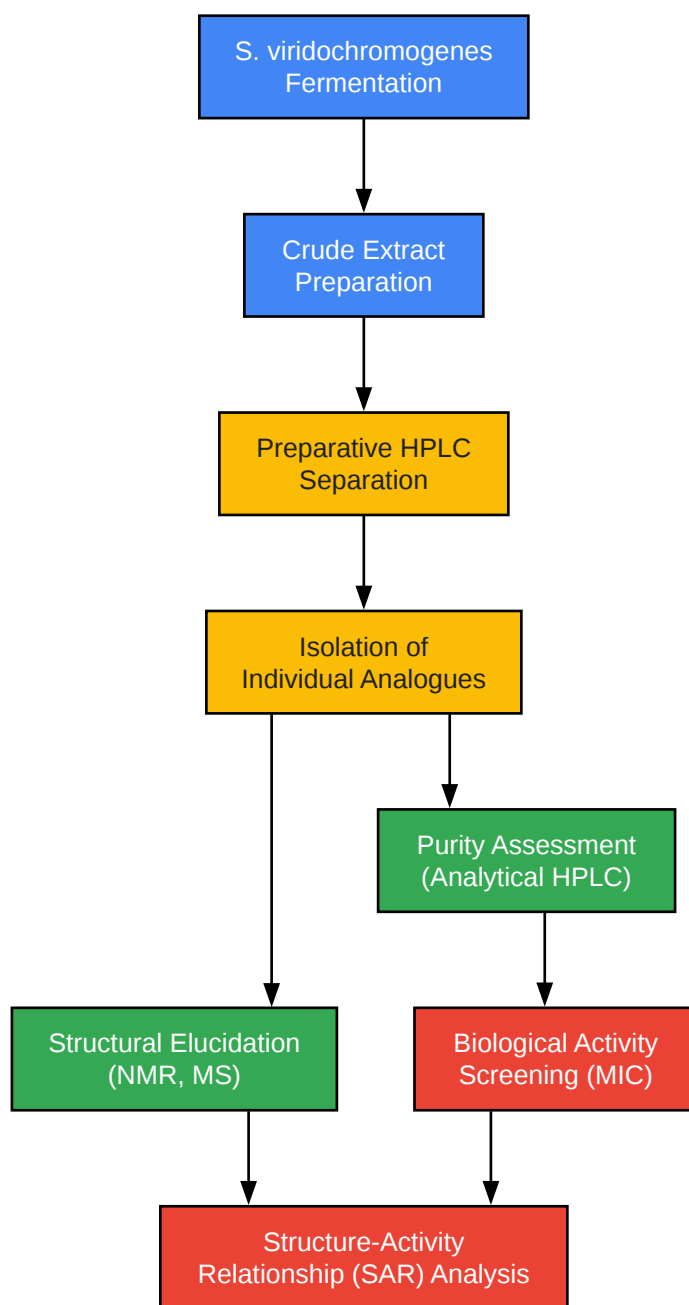 S. viridochromogenes
Fermentation
Crude Extract
Preparation
Preparative HPLC
Separation
Isolation of
Individual Analogues
Purity Assessment
(Analytical HPLC)
Structural Elucidation
(NMR, MS)
Biological Activity
Screening (MIC)
Structure-Activity
Relationship (SAR) Analysis